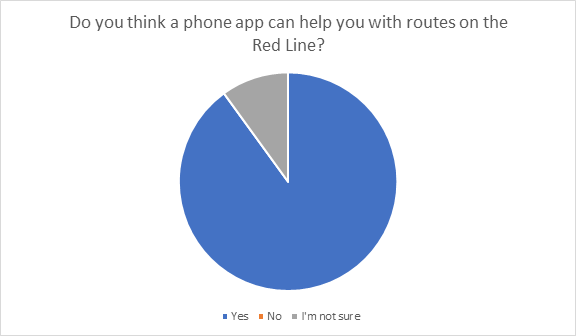 Do you think a phone app can help you with routes on the
Red Line?
Yes No I'm not sure